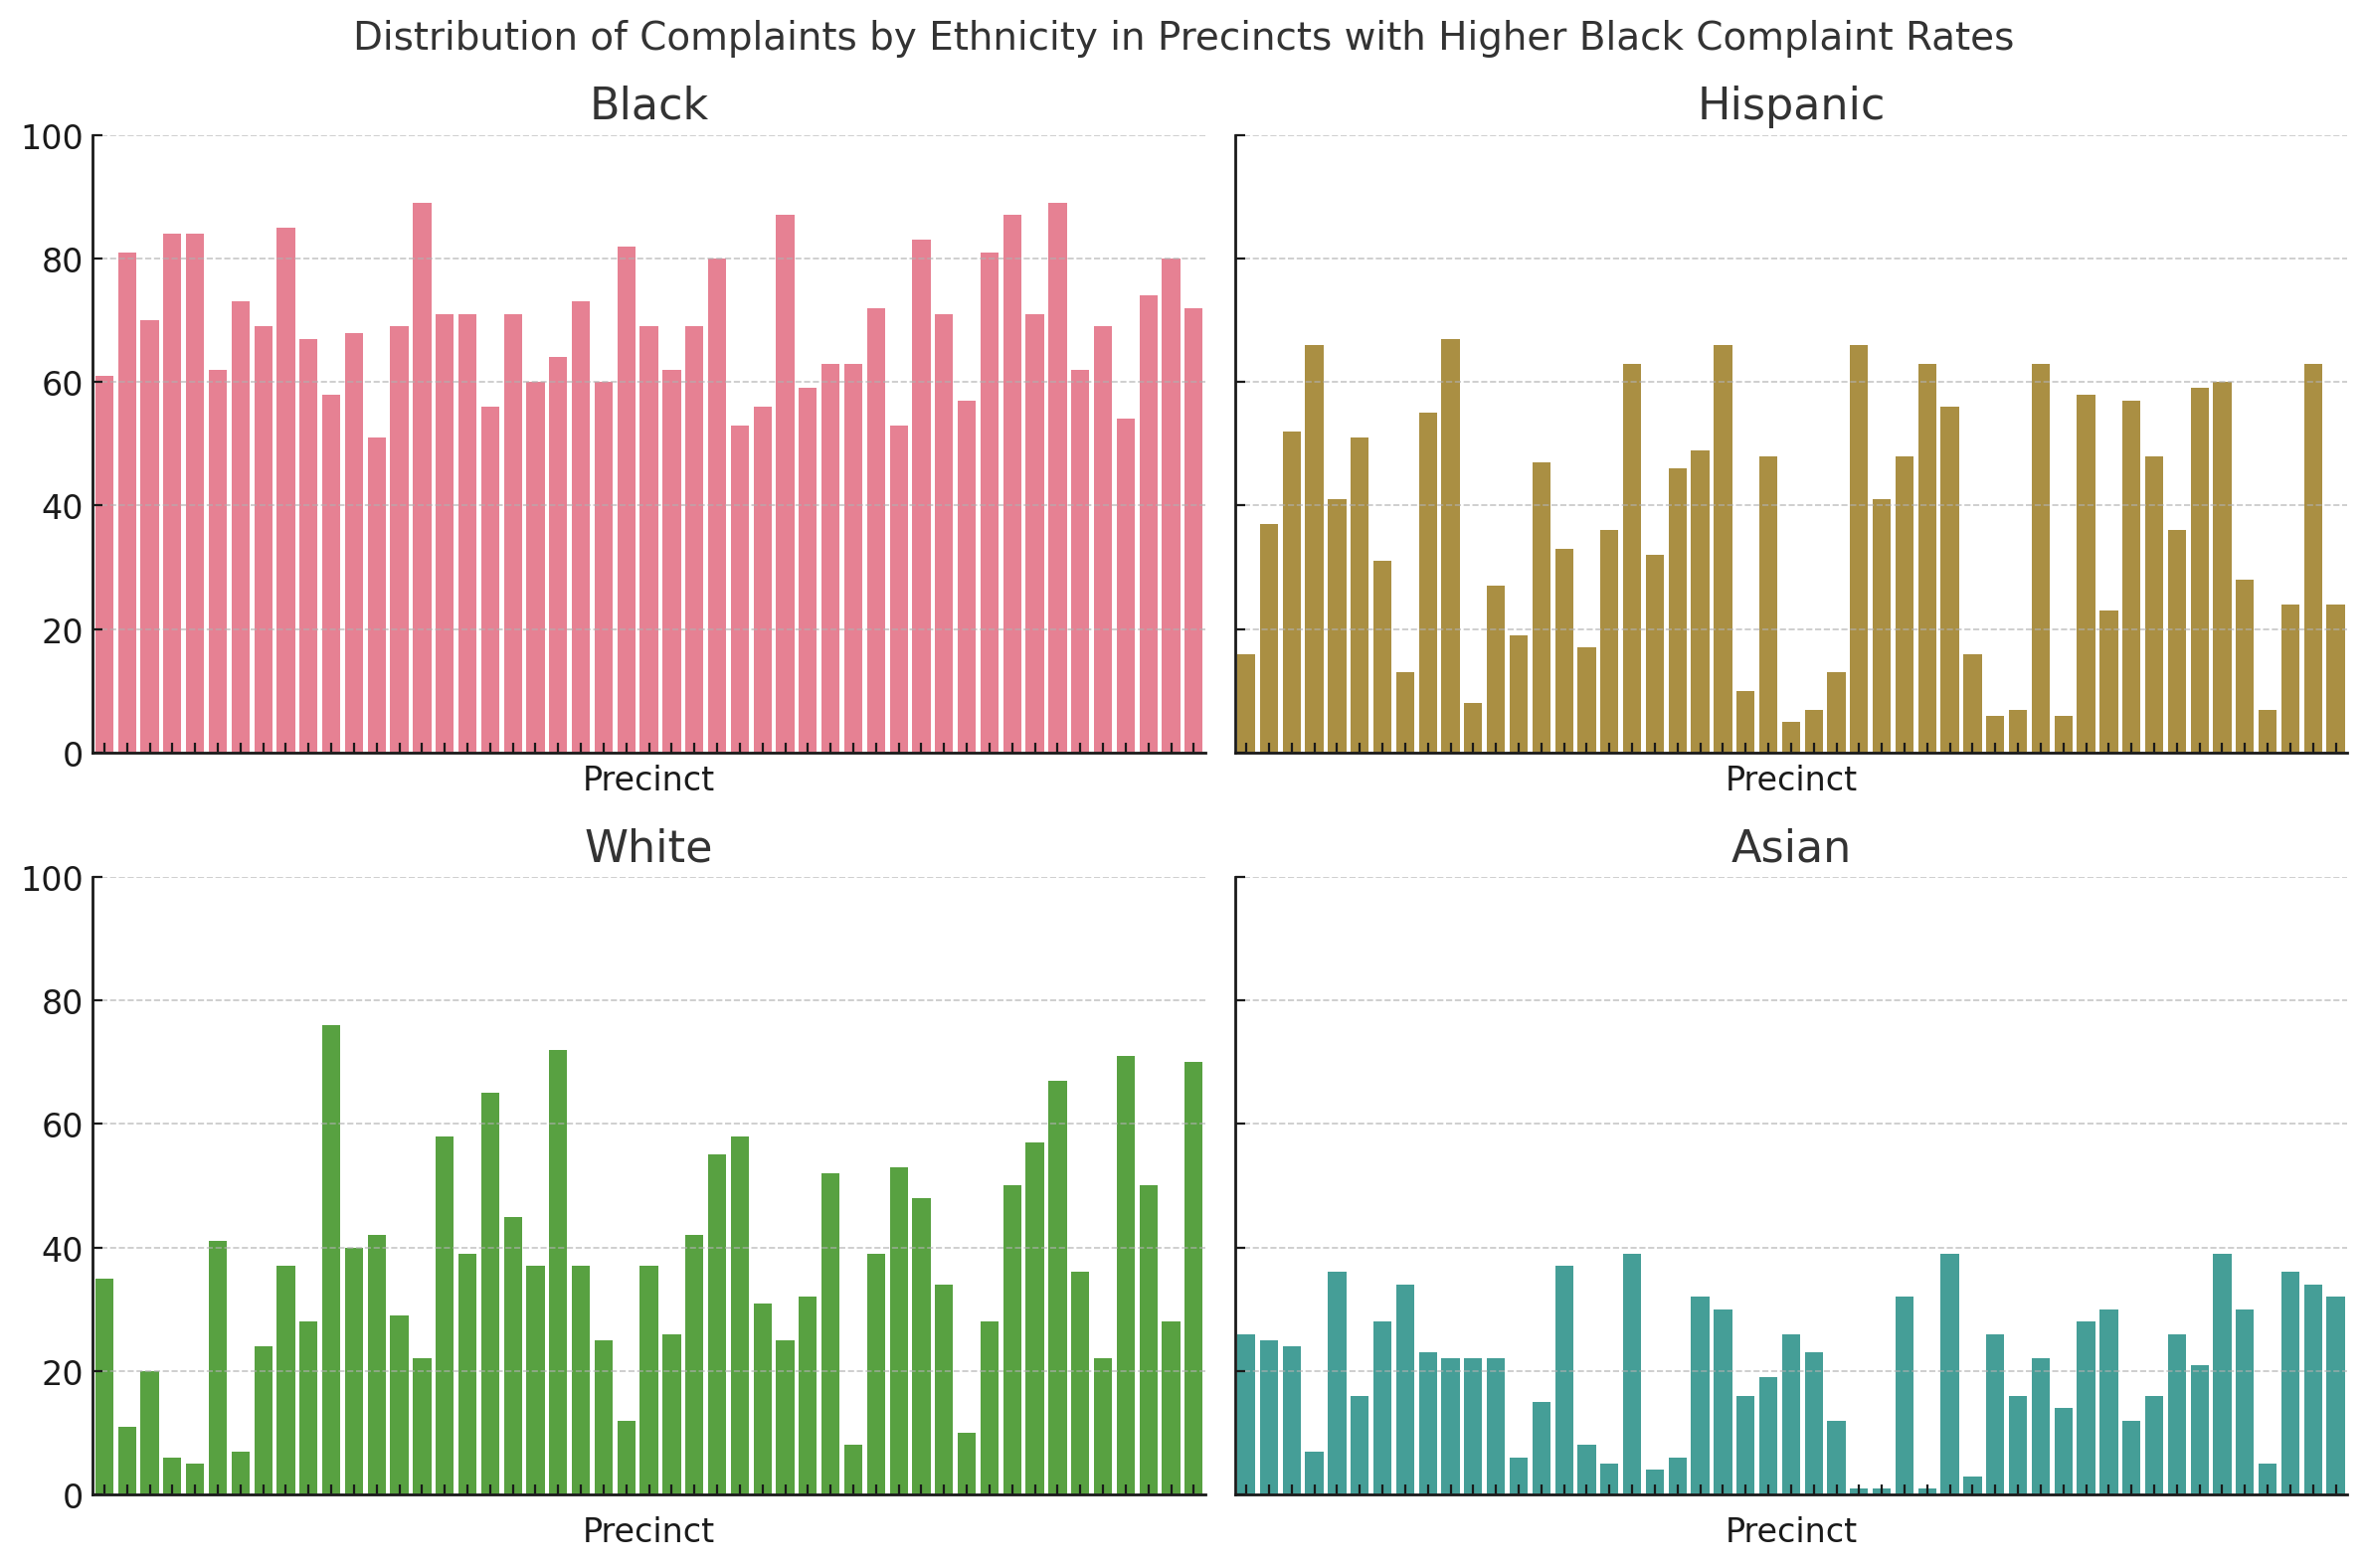 Distribution of Complaints by Ethnicity in Precincts with Higher Black Complaint Rates
Black
100
80
60
40
20
0
Precinct
Hispanic
Precinct
White
100
80
60
40
20
0
Precinct
Asian
Precinct